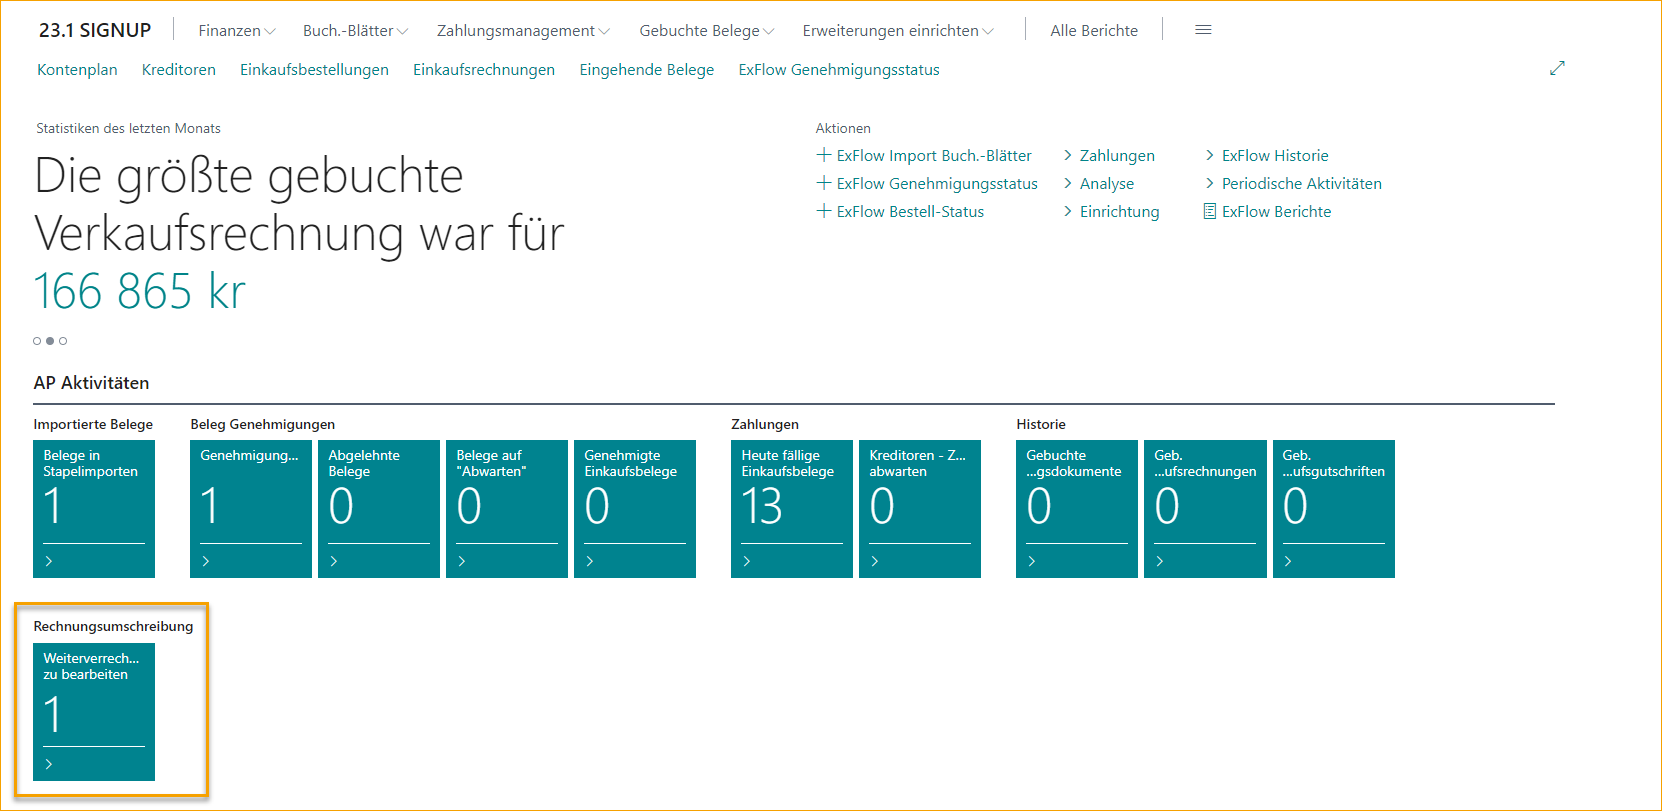 23.1 SIGNUP
Finanzen
Buch.-Blätter
Zahlungsmanagement
Gebuchte Belege
Erweiterungen einrichten
Alle Berichte
Kontenplan
Kreditoren
Einkaufsbestellungen
Einkaufsrechnungen
Eingehende Belege
ExFlow Genehmigungsstatus
Statistiken des letzten Monats
Die größte gebuchte
Verkaufsrechnung war für
166 865 kr
Aktionen
ExFlow Import Buch.-Blätter
ExFlow Genehmigungsstatus
ExFlow Bestell-Status
Zahlungen
Analyse
Einrichtung
ExFlow Historie
Periodische Aktivitäten
ExFlow Berichte
AP Aktivitäten
Importierte Belege
Belege in
Stapelimporten
1
Beleg Genehmigungen
Genehmigung...
1
Abgelehnte
Belege
0
Belege auf
"Abwarten"
0
Genehmigte
Einkaufsbelege
0
Zahlungen
Heute fällige
Einkaufsbelege
13
Kreditoren - Z...
abwarten
0
Historie
Gebuchte
...gsdokumente
0
Geb.
...ufsrechnungen
0
Geb.
...ufsgutschriften
0
Rechnungsumschreibung
Weiterverrech...
zu bearbeiten
1